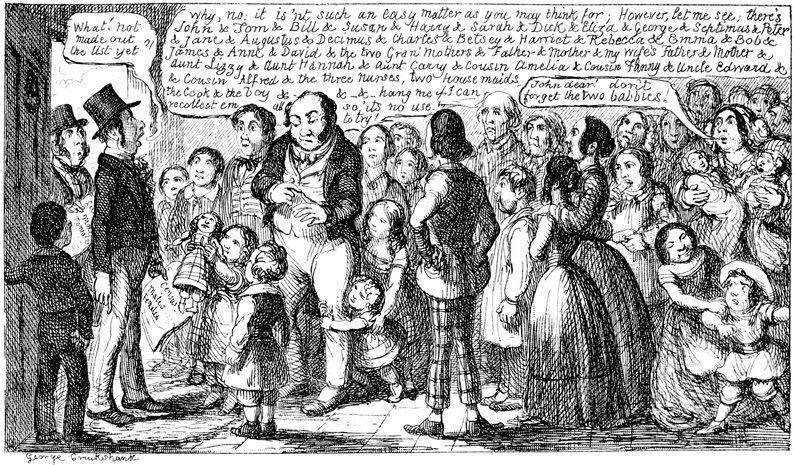 What! not
made out
the list yet?!
Why, no; it is'nt such an easy matter as you may think for; However, let me see; there's
John & Tom & Bill & Susan & Harry & Sarah & Dick, & Eliza & George & Septimus & Peter
& Jane & Augustus & Decimus & Charles & Betsey & Harriet & Rebecca & Emma & Bob &
James & Anne & David, & the two Gran'mothers & Father & Mother & my wife's Father & Mother &
aunt Lizzy & aunt Hannah & aunt Carry & Cousin Amelia & Cousin Fanny & Uncle Edward &
& Cousin Alfred & the three Nurses, two housemaids
the Cook & the boy & - & - & - hang me if I can
recollect em all so it's no use
to try!
John dear! don't
forget the two babbies!
Census
George Cruikshank